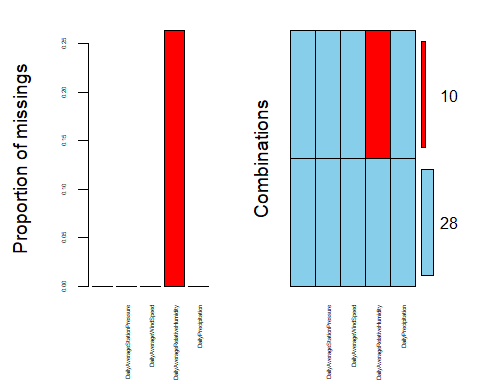 Proportion of missings
0.00
0.05
0.10
0.15
0.20
0.25
DailyAverageStationPressure
DailyAverageWindSpeed
DailyAverageRelativeHumidity
DailyPrecipitation
Combinations
DailyAverageStationPressure
DailyAverageWindSpeed
DailyAverageRelativeHumidity
DailyPrecipitation
10
28